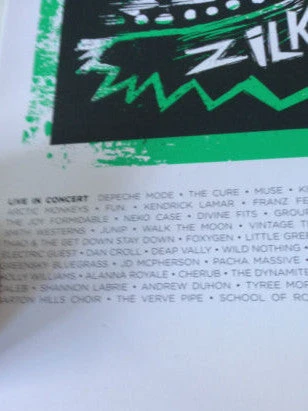 ZILK
LIVE IN CONCERT DEPECHE MODE • THE CURE • MUSE •
ARCTIC MONKEYS • FUN. • KENDRICK LAMAR • FRANZ FE
THE JOY FORMIDABLE • NEKO CASE • DIVINE FITS •
WESTERNS • JUNIP • WALK THE MOON • VINTAGE
THAO & THE GET DOWN STAY DOWN • FOXYGEN • LITTLE GREE
ELECTRIC GUEST • DAN CROLL • DEAP VALLY • WILD NOTHING
GREENSKY BLUEGRASS • JD MCPHERSON • PACHA MASSIVE •
WILLIAMS • ALANNA ROYALE • CHERUB • THE DYNAMITE
CALEB • SHANNON LABRIE • ANDREW DUHON • TYREE MOR
BARTON HILLS CHOIR • THE VERVE PIPE • SCHOOL OF RO